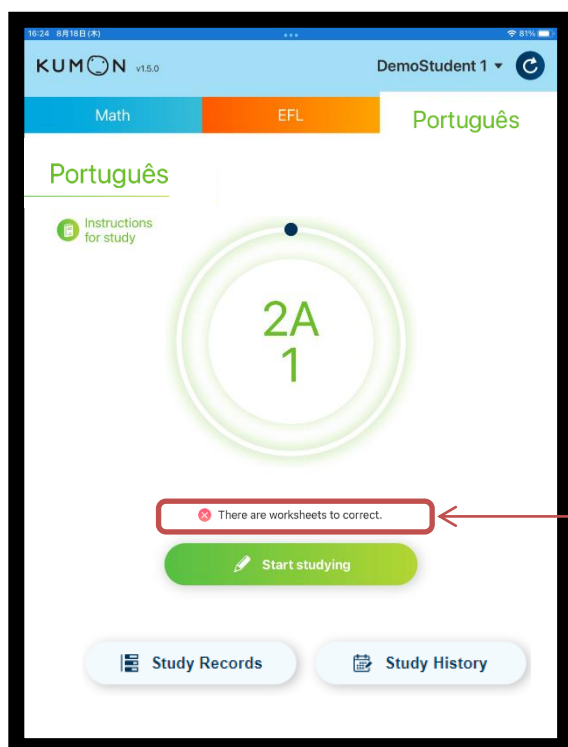 16:24 8月18日(木)
81%
KUMON v1.5.0
DemoStudent 1
Math
EFL
Português
Português
Instructions
for study
2A
1
There are worksheets to correct.
Start studying
Study Records
Study History